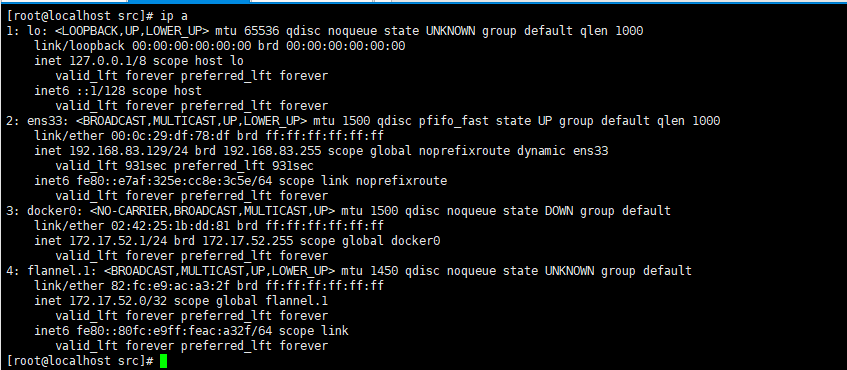 [root@localhost src]# ip a
1: lo: <LOOPBACK,UP,LOWER_UP> mtu 65536 qdisc noqueue state UNKNOWN group default qlen 1000
    link/loopback 00:00:00:00:00:00 brd 00:00:00:00:00:00
    inet 127.0.0.1/8 scope host lo
       valid_lft forever preferred_lft forever
    inet6 ::1/128 scope host
       valid_lft forever preferred_lft forever
2: ens33: <BROADCAST,MULTICAST,UP,LOWER_UP> mtu 1500 qdisc pfifo_fast state UP group default qlen 1000
    link/ether 00:0c:29:df:78:df brd ff:ff:ff:ff:ff:ff
    inet 192.168.83.129/24 brd 192.168.83.255 scope global noprefixroute dynamic ens33
       valid_lft 931sec preferred_lft 931sec
    inet6 fe80::e7af:325e:cc8e:3c5e/64 scope link noprefixroute
       valid_lft forever preferred_lft forever
3: docker0: <NO-CARRIER,BROADCAST,MULTICAST,UP> mtu 1500 qdisc noqueue state DOWN group default
    link/ether 02:42:25:1b:dd:81 brd ff:ff:ff:ff:ff:ff
    inet 172.17.52.1/24 brd 172.17.52.255 scope global docker0
       valid_lft forever preferred_lft forever
4: flannel.1: <BROADCAST,MULTICAST,UP,LOWER_UP> mtu 1450 qdisc noqueue state UNKNOWN group default
    link/ether 82:fc:e9:ac:a3:2f brd ff:ff:ff:ff:ff:ff
    inet 172.17.52.0/32 scope global flannel.1
       valid_lft forever preferred_lft forever
    inet6 fe80::80fc:e9ff:feac:a32f/64 scope link
       valid_lft forever preferred_lft forever
[root@localhost src]#